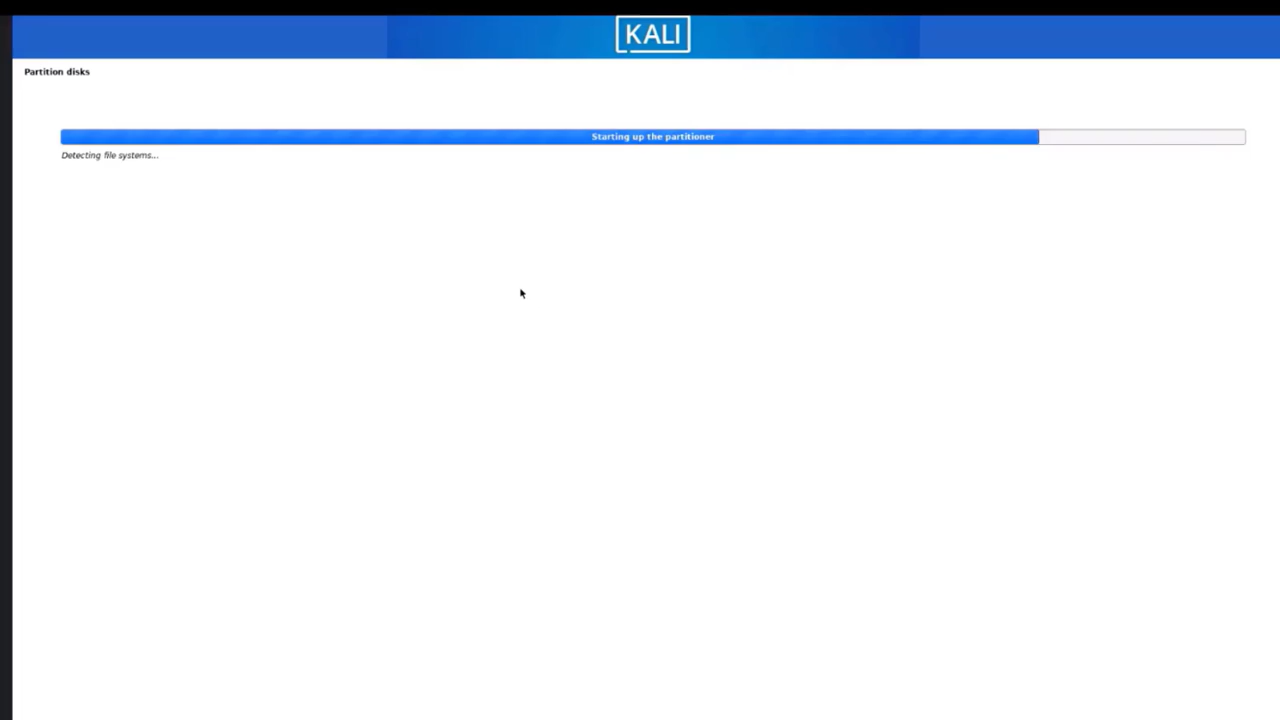 KALI
Partition disks
Starting up the partitioner
Detecting file systems...